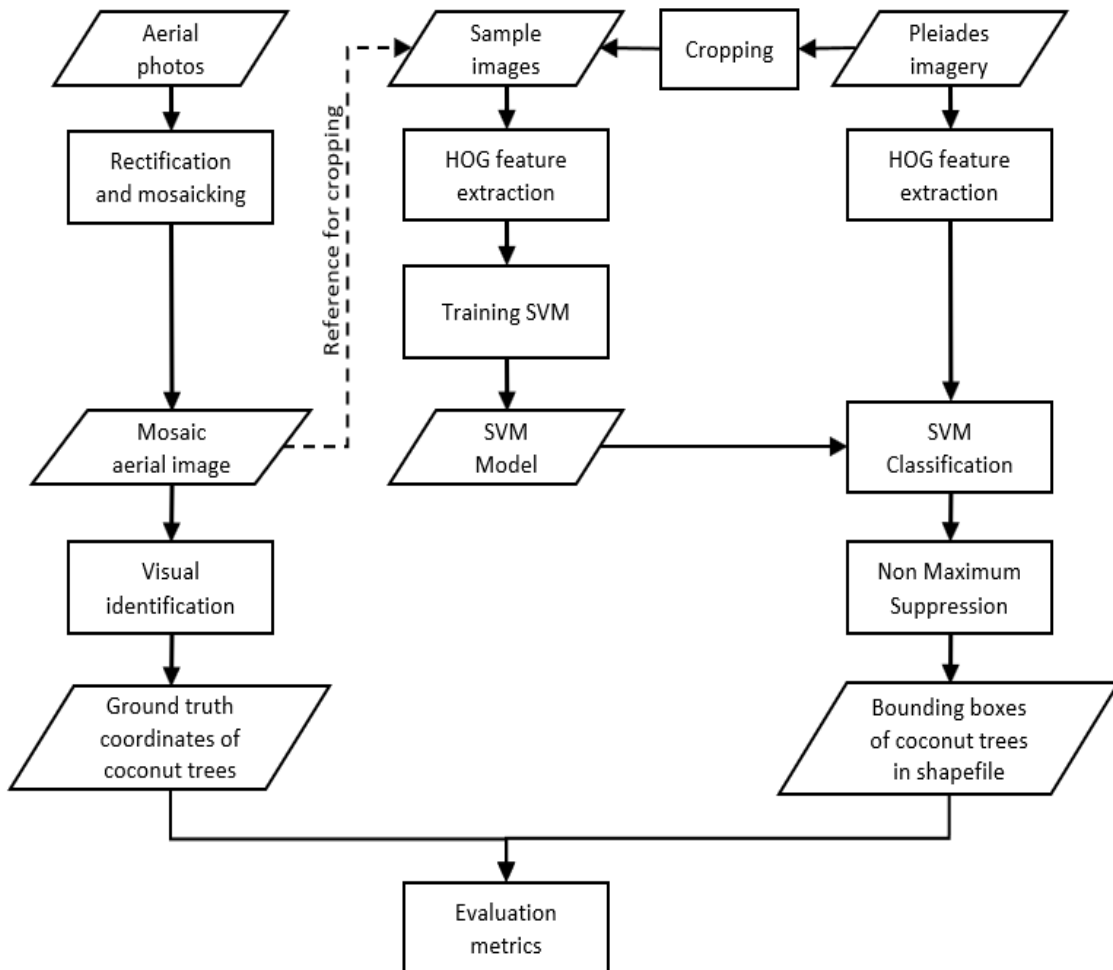 Aerial
photos
Sample
images
Cropping
Pleiades
imagery
Rectification
and mosaicking
Reference for cropping
HOG feature
extraction
HOG feature
extraction
Training SVM
Mosaic
aerial image
SVM
Model
SVM
Classification
Visual
identification
Non Maximum
Suppression
Ground truth
coordinates of
coconut trees
Bounding boxes
of coconut trees
in shapefile
Evaluation
metrics